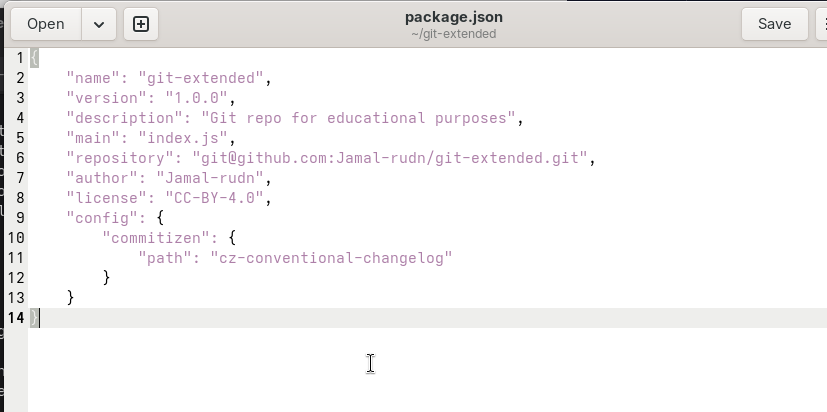 Open
package.json
~/git-extended
Save
1 {
2     "name": "git-extended",
3     "version": "1.0.0",
4     "description": "Git repo for educational purposes",
5     "main": "index.js",
6     "repository": "git@github.com:Jamal-rudn/git-extended.git",
7     "author": "Jamal-rudn",
8     "license": "CC-BY-4.0",
9     "config": {
10         "commitizen": {
11             "path": "cz-conventional-changelog"
12         }
13     }
14 }